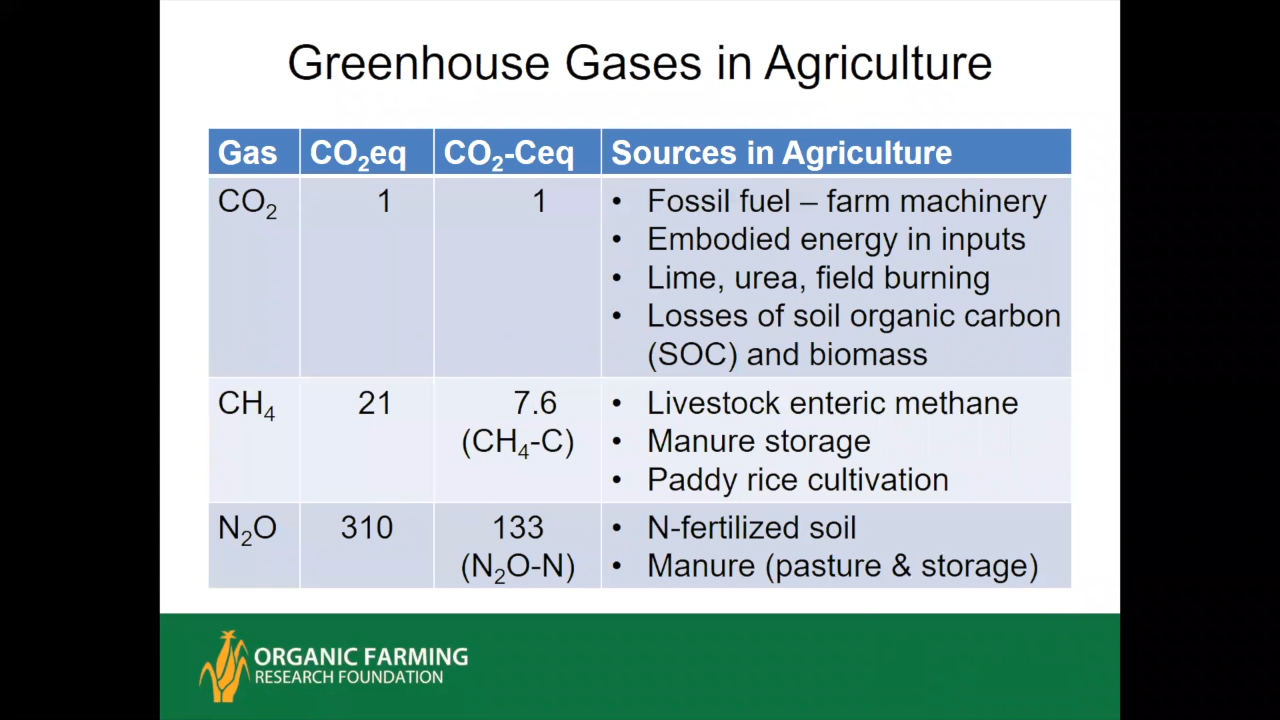 Greenhouse Gases in Agriculture
Gas CO₂eq CO₂-Ceq Sources in Agriculture
CO₂ 1 1 • Fossil fuel – farm machinery
• Embodied energy in inputs
• Lime, urea, field burning
• Losses of soil organic carbon
(SOC) and biomass
CH₄ 21 7.6 • Livestock enteric methane
(CH₄-C) • Manure storage
• Paddy rice cultivation
N₂O 310 133 • N-fertilized soil
(N₂O-N) • Manure (pasture & storage)
ORGANIC FARMING
RESEARCH FOUNDATION